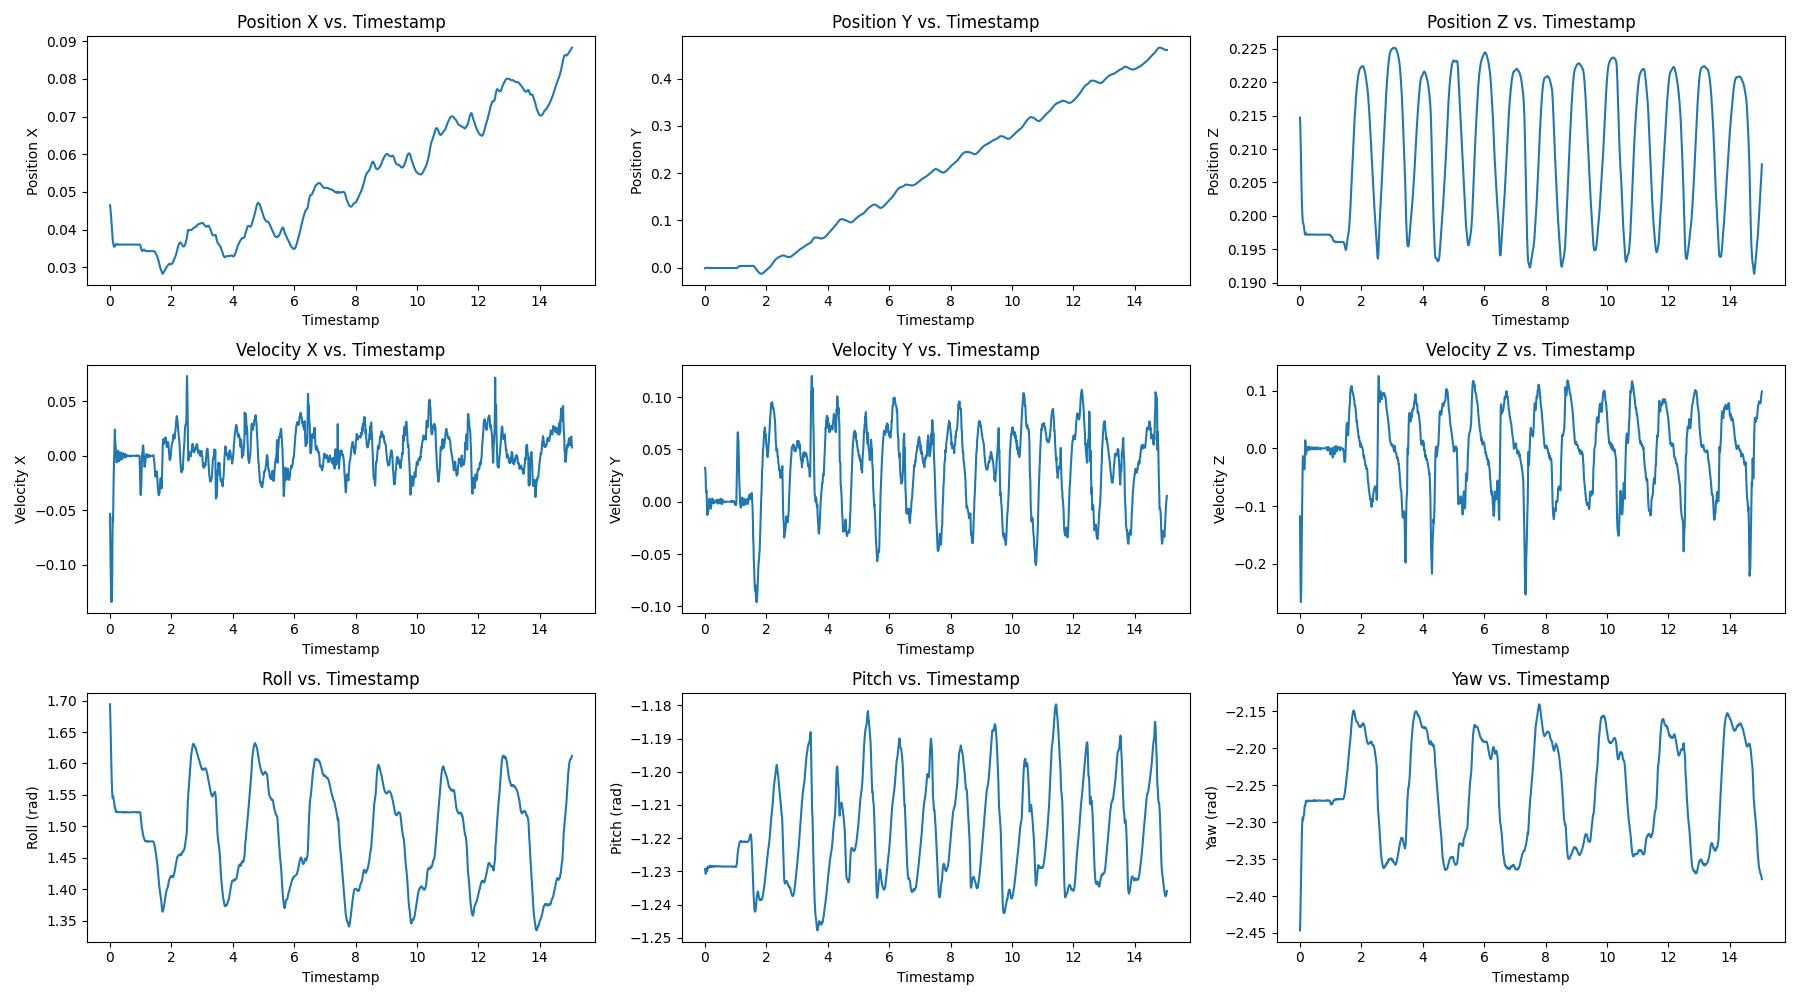 Position X vs. Timestamp
Position X
0.09
0.08
0.07
0.06
0.05
0.04
0.03
0 2 4 6 8 10 12 14
Timestamp
Position Y vs. Timestamp
Position Y
0.4
0.3
0.2
0.1
0.0
0 2 4 6 8 10 12 14
Timestamp
Position Z vs. Timestamp
Position Z
0.225
0.220
0.215
0.210
0.205
0.200
0.195
0.190
0 2 4 6 8 10 12 14
Timestamp
Velocity X vs. Timestamp
Velocity X
0.05
0.00
−0.05
−0.10
0 2 4 6 8 10 12 14
Timestamp
Velocity Y vs. Timestamp
Velocity Y
0.10
0.05
0.00
−0.05
−0.10
0 2 4 6 8 10 12 14
Timestamp
Velocity Z vs. Timestamp
Velocity Z
0.1
0.0
−0.1
−0.2
0 2 4 6 8 10 12 14
Timestamp
Roll vs. Timestamp
Roll (rad)
1.70
1.65
1.60
1.55
1.50
1.45
1.40
1.35
0 2 4 6 8 10 12 14
Timestamp
Pitch vs. Timestamp
Pitch (rad)
−1.18
−1.19
−1.20
−1.21
−1.22
−1.23
−1.24
−1.25
0 2 4 6 8 10 12 14
Timestamp
Yaw vs. Timestamp
Yaw (rad)
−2.15
−2.20
−2.25
−2.30
−2.35
−2.40
−2.45
0 2 4 6 8 10 12 14
Timestamp